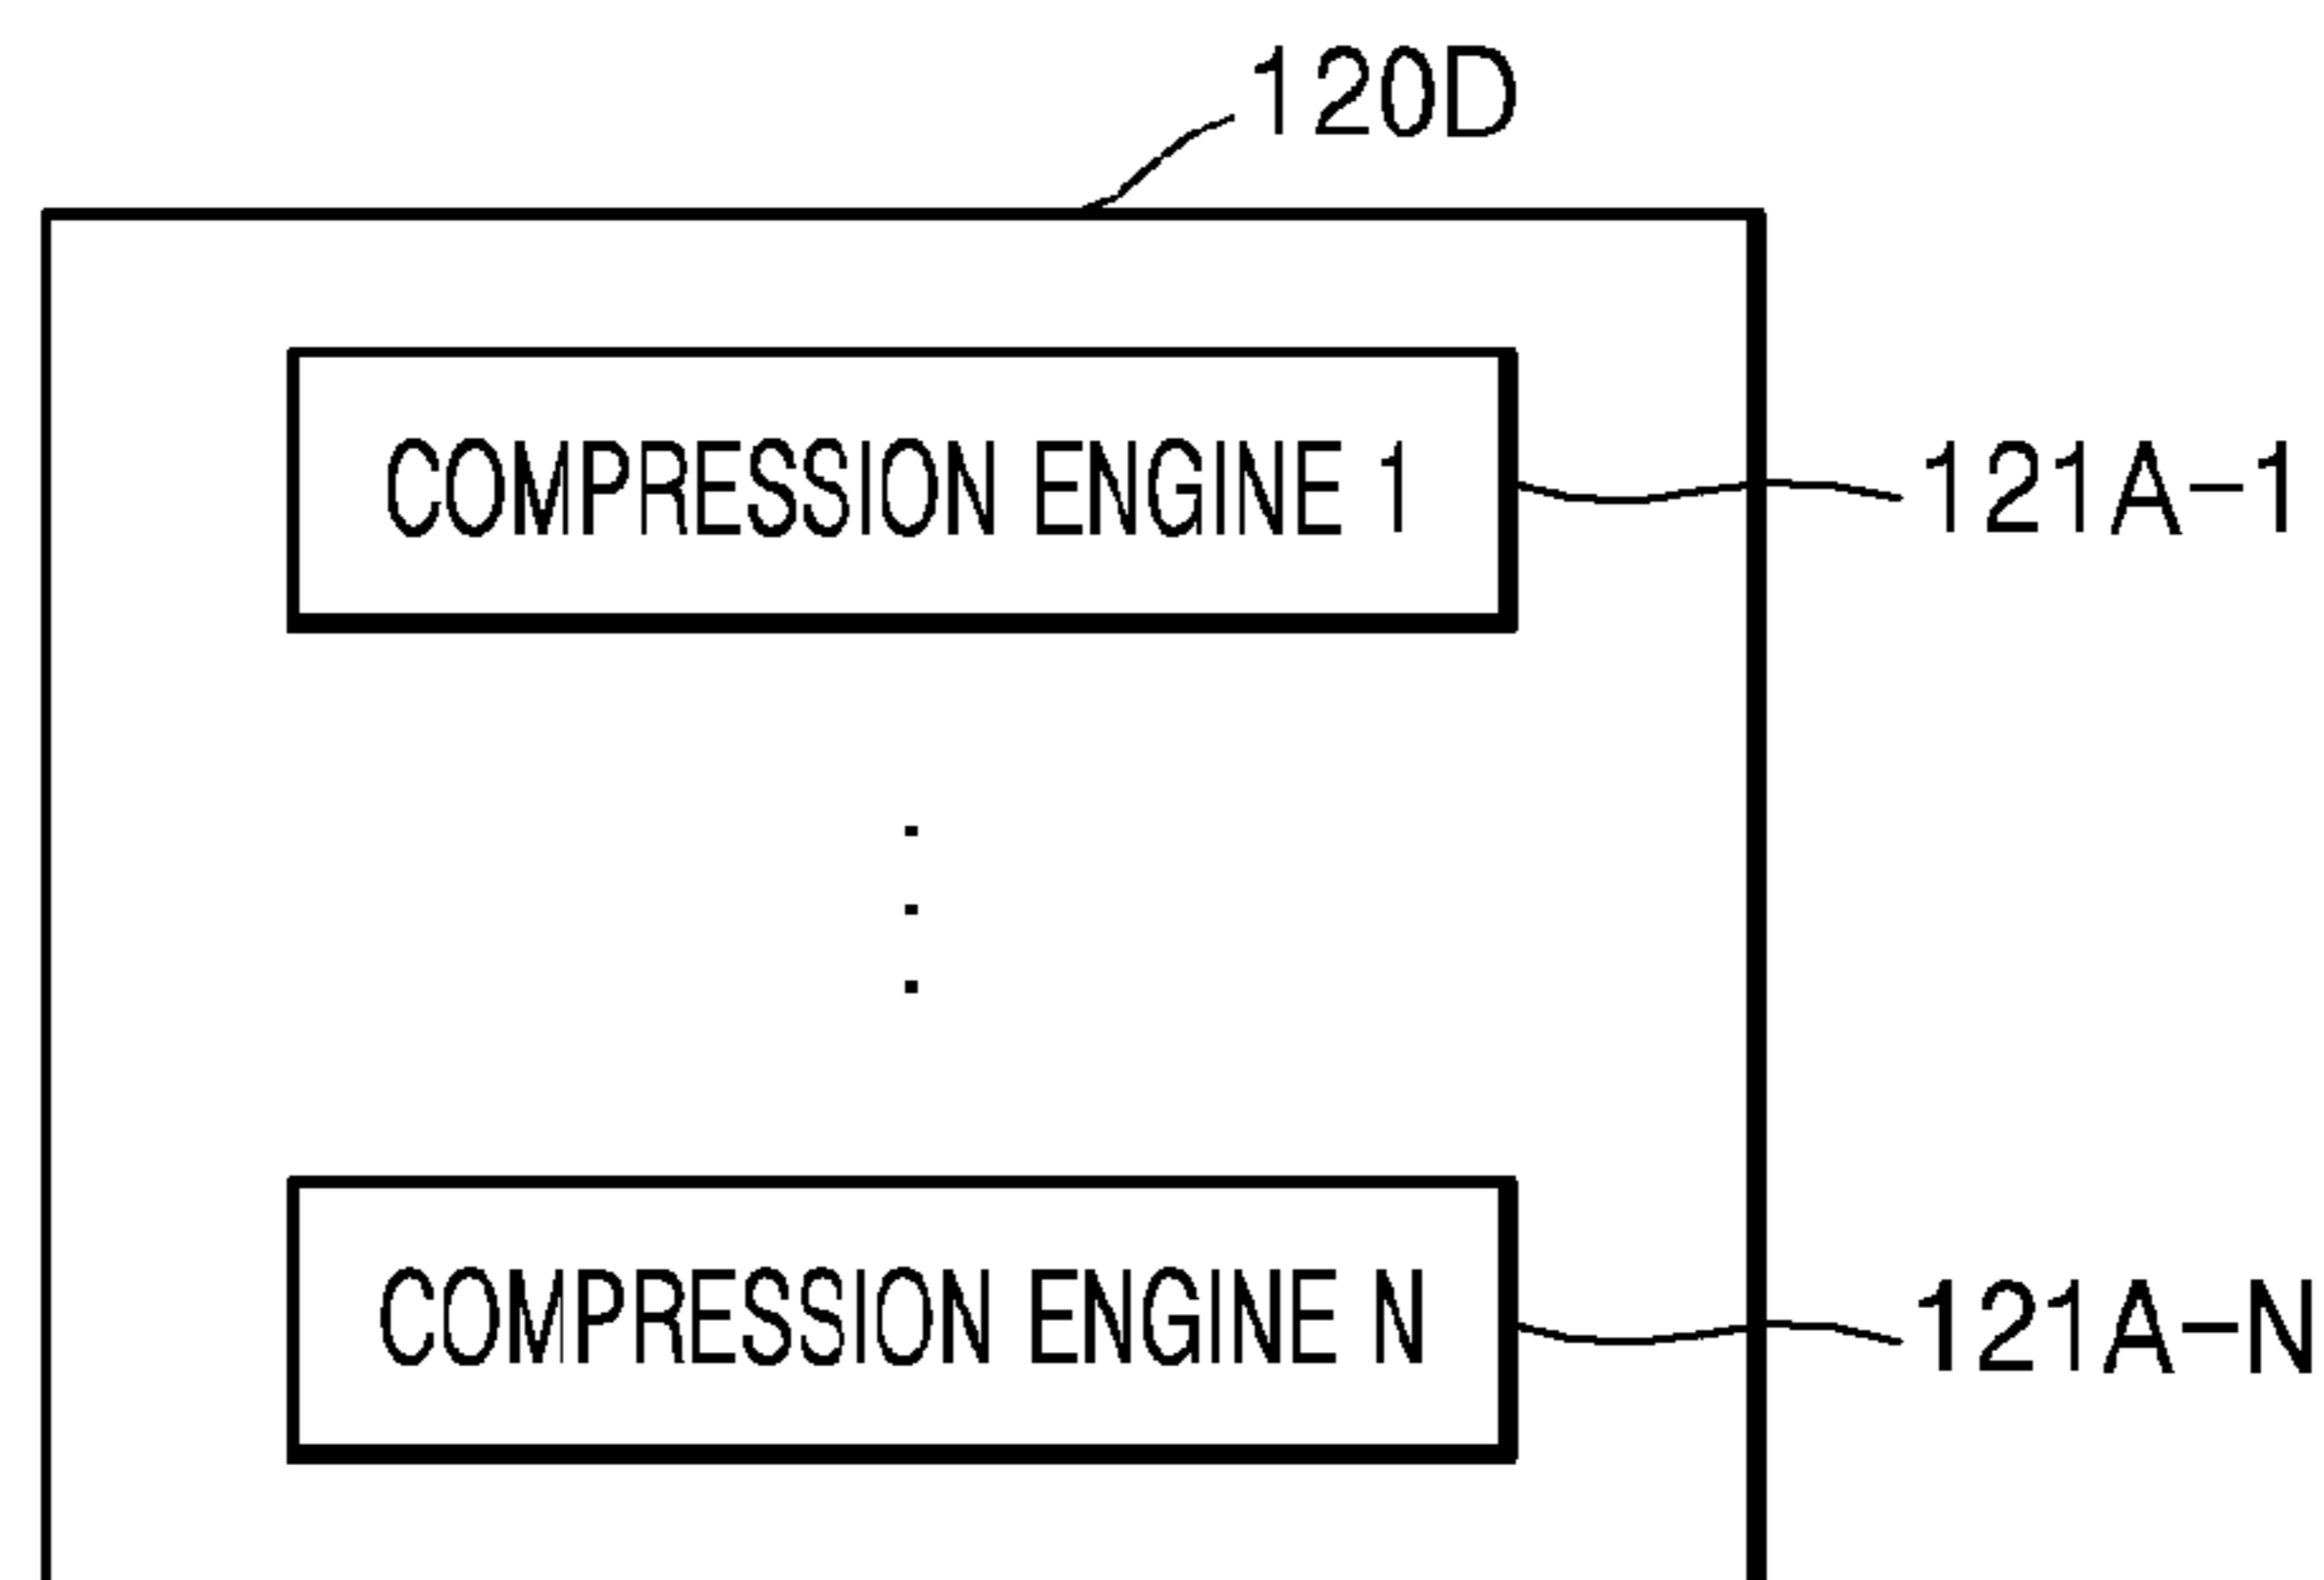 120D
COMPRESSION ENGINE 1
121A-1
COMPRESSION ENGINE N
121A-N